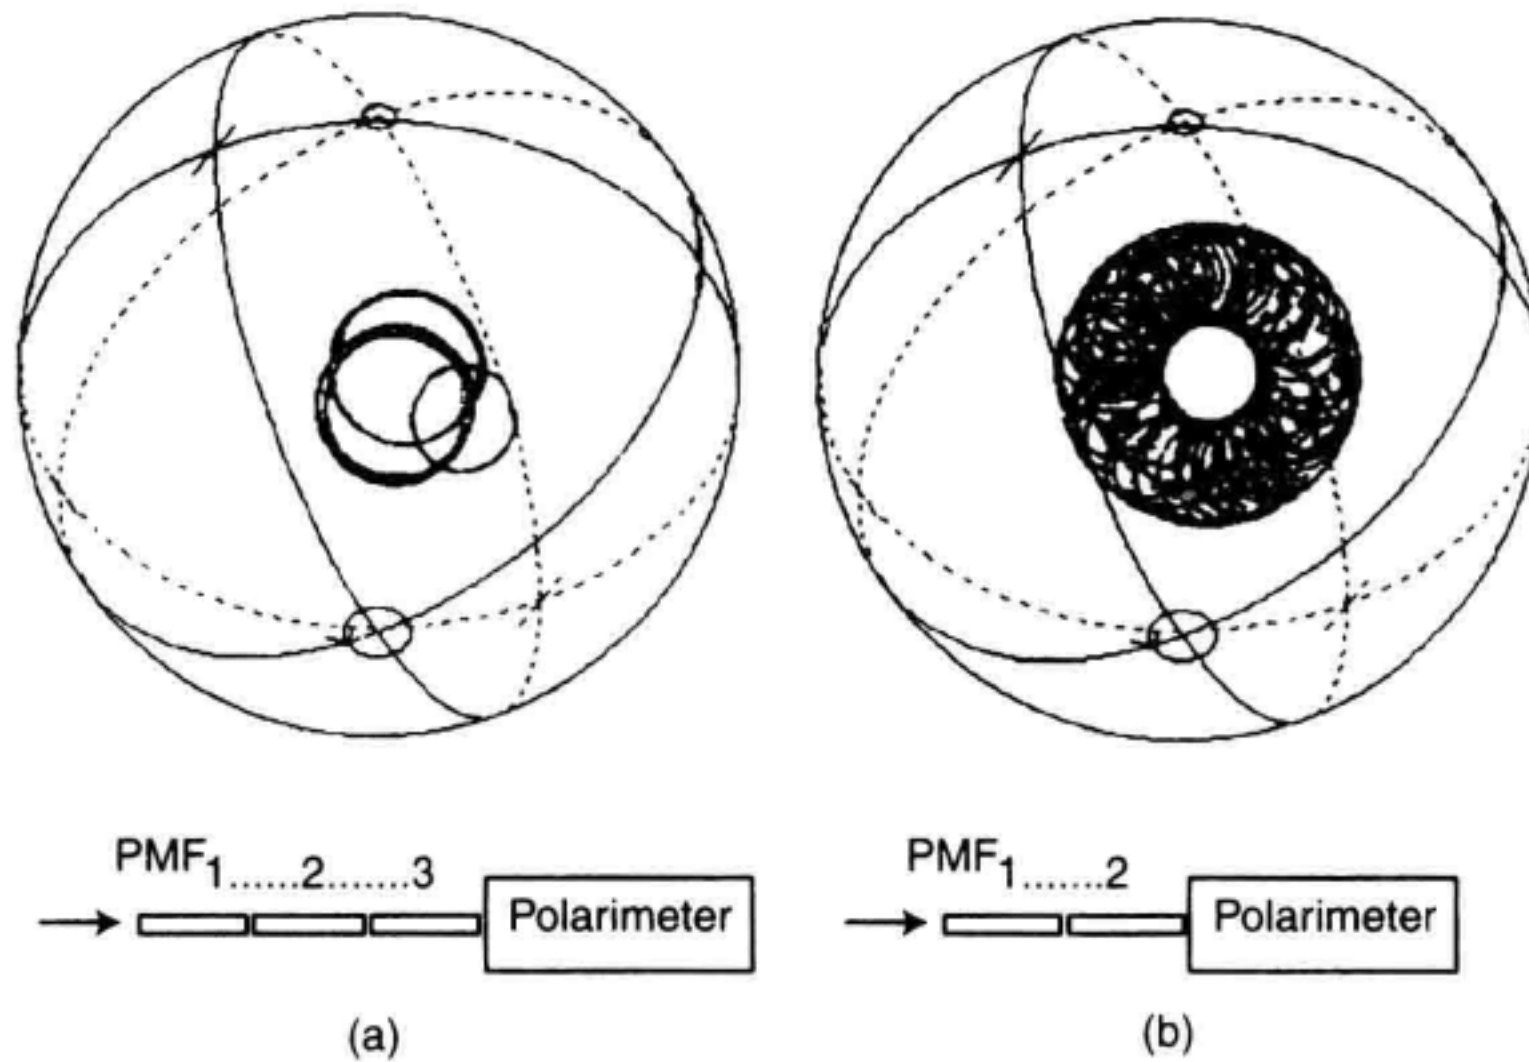 PMF1......2.......3
Polarimeter
(a)
PMF1.......2
Polarimeter
(b)